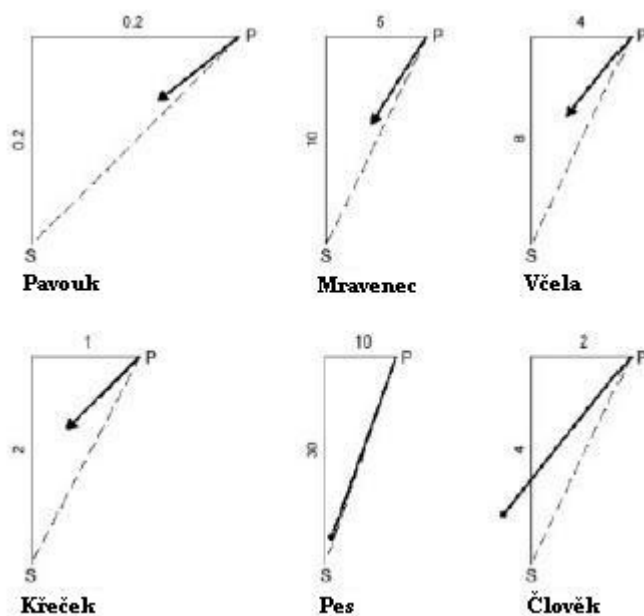 0.2 5 4
P P P
0.2 10 8
S S S
Pavouk Mravenec Včela
1 10 2
P P P
2 30 4
S S S
Křeček Pes Člověk